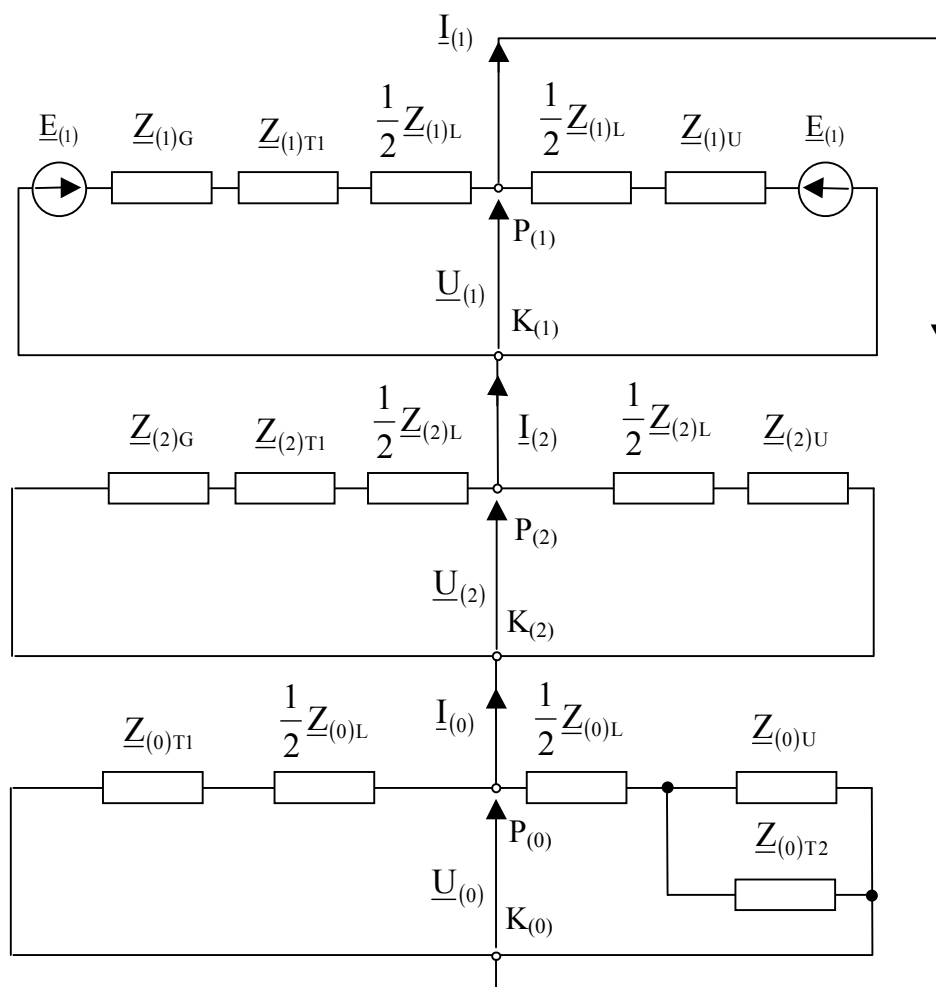 I(1)
E(1) Z(1)G Z(1)T1 1/2 Z(1)L 1/2 Z(1)L Z(1)U E(1)
P(1)
U(1)
K(1)
Z(2)G Z(2)T1 1/2 Z(2)L I(2) 1/2 Z(2)L Z(2)U
P(2)
U(2)
K(2)
Z(0)T1 1/2 Z(0)L I(0) 1/2 Z(0)L Z(0)U
P(0) Z(0)T2
U(0)
K(0)